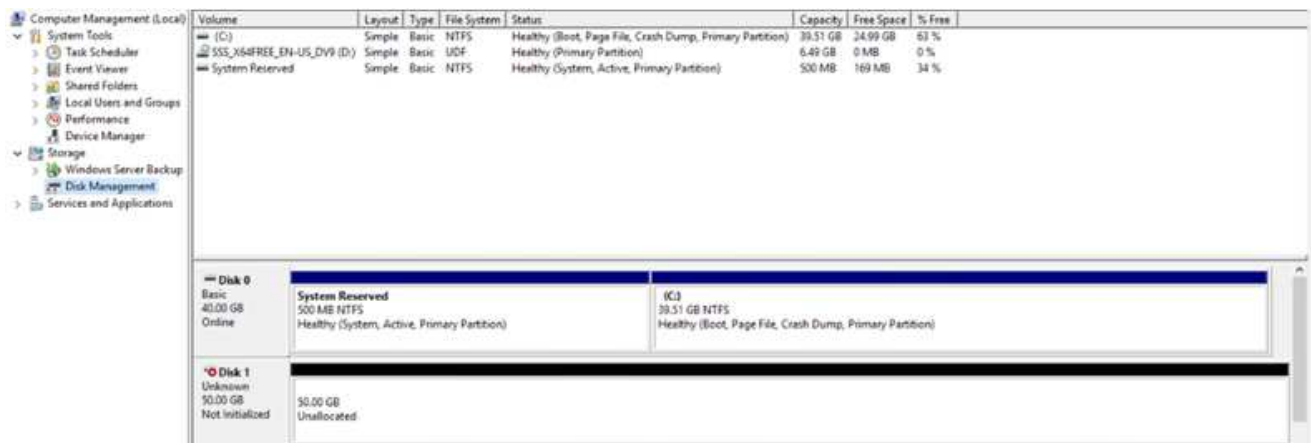 Computer Management (Local)
System Tools
Task Scheduler
Event Viewer
Shared Folders
Local Users and Groups
Performance
Device Manager
Storage
Windows Server Backup
Disk Management
Services and Applications
Volume Layout Type File System Status Capacity Free Space % Free
(C:) Simple Basic NTFS Healthy (Boot, Page File, Crash Dump, Primary Partition) 39.51 GB 24.99 GB 63 %
SSS_X64FREE_EN-US_DV9 (D:) Simple Basic UDF Healthy (Primary Partition) 6.49 GB 0 MB 0 %
System Reserved Simple Basic NTFS Healthy (System, Active, Primary Partition) 500 MB 169 MB 34 %
Disk 0
Basic
40.00 GB
Online
System Reserved
500 MB NTFS
Healthy (System, Active, Primary Partition)
(C:)
39.51 GB NTFS
Healthy (Boot, Page File, Crash Dump, Primary Partition)
Disk 1
Unknown
50.00 GB
Not Initialized
50.00 GB
Unallocated